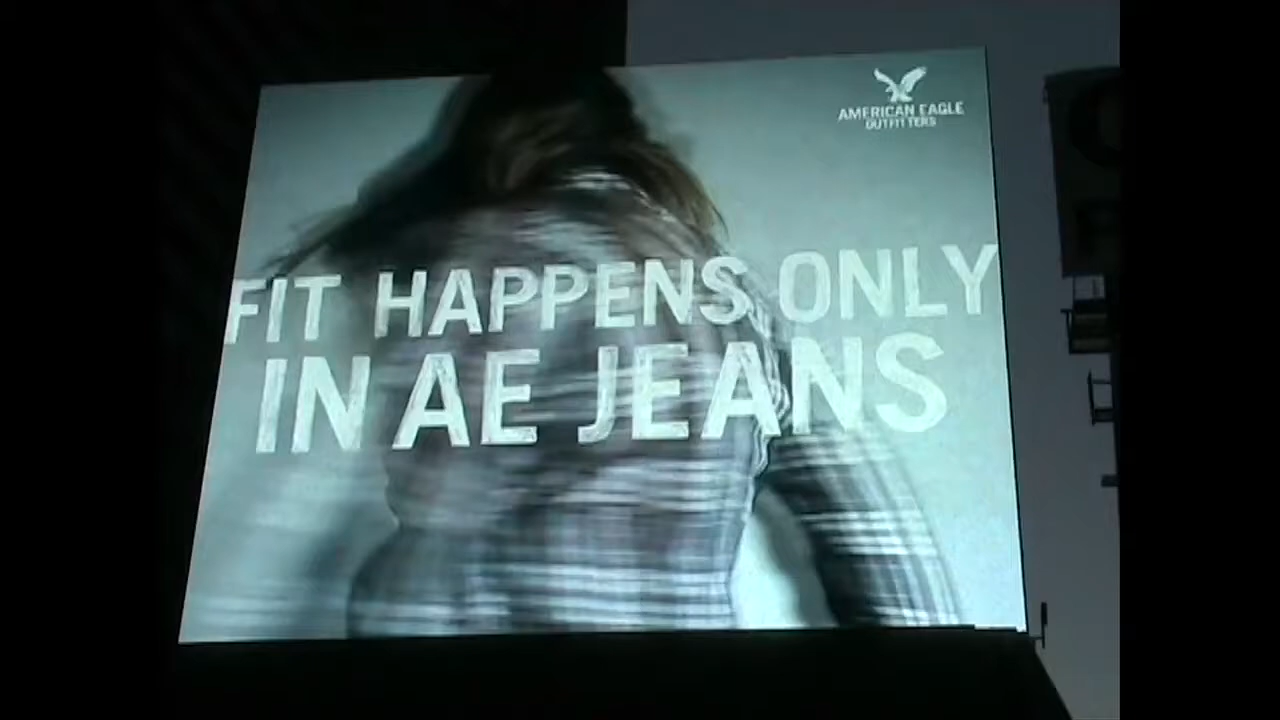 AMERICAN EAGLE
OUTFITTERS
FIT HAPPENS ONLY
IN AE JEANS